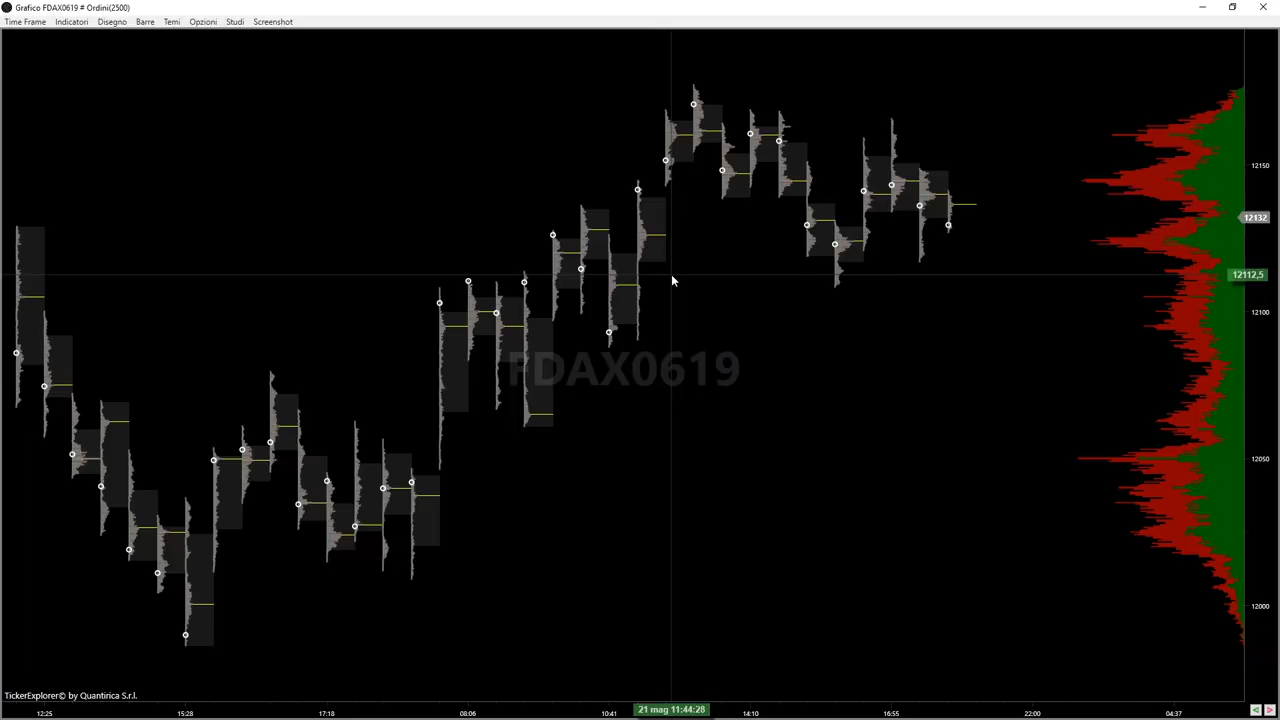 Grafico FDAX0619 # Ordini(2500)
Time Frame Indicatori Disegno Barre Temi Opzioni Studi Screenshot
12150
12132
12112,5
12100
FDAX0619
12050
12000
TickerExplorer© by Quantirica S.r.l.
12:25 15:28 17:18 08:06 10:41 21 mag 11:44:28 14:10 16:55 22:00 04:37